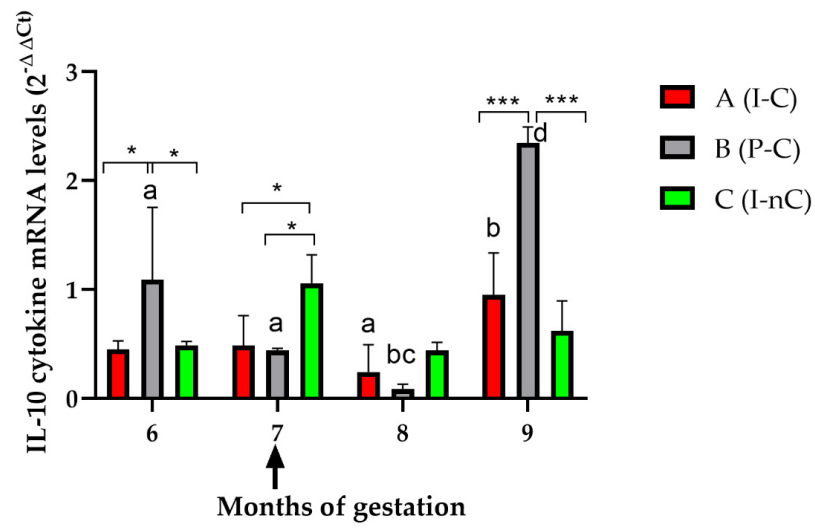 IL-10 cytokine mRNA levels (2^-ΔΔCt)
3
2
1
0
* *
a
*
*
a
a
bc
*** ***
b
d
6 7 8 9
Months of gestation
A (I-C)
B (P-C)
C (I-nC)